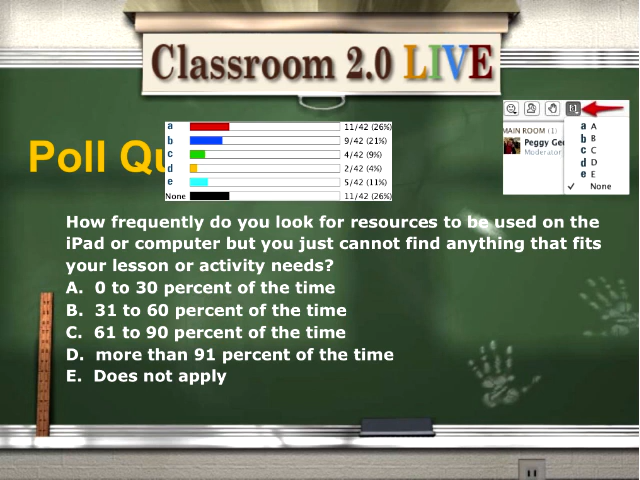 Classroom 2.0 LIVE
Poll Qu
a 11/42 (26%)
b 9/42 (21%)
c 4/42 (9%)
d 2/42 (4%)
e 5/42 (11%)
None 11/42 (26%)
MAIN ROOM (1)
Peggy Ge
Moderator
a A
b B
c C
d D
e E
✓ None
How frequently do you look for resources to be used on the
iPad or computer but you just cannot find anything that fits
your lesson or activity needs?
A. 0 to 30 percent of the time
B. 31 to 60 percent of the time
C. 61 to 90 percent of the time
D. more than 91 percent of the time
E. Does not apply